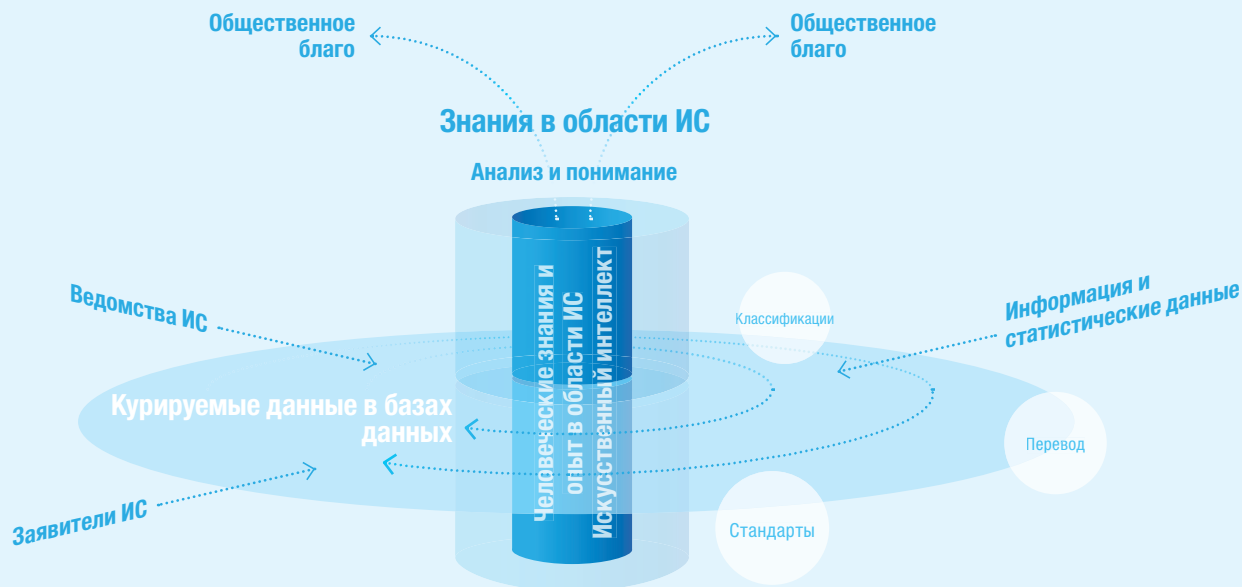 Общественное
благо
Общественное
благо
Знания в области ИС
Анализ и понимание
Ведомства ИС
Человеческие знания и
опыт в области ИС
Искусственный интеллект
Классификации
Информация и
статистические данные
Курируемые данные в базах
данных
Перевод
Заявители ИС
Стандарты